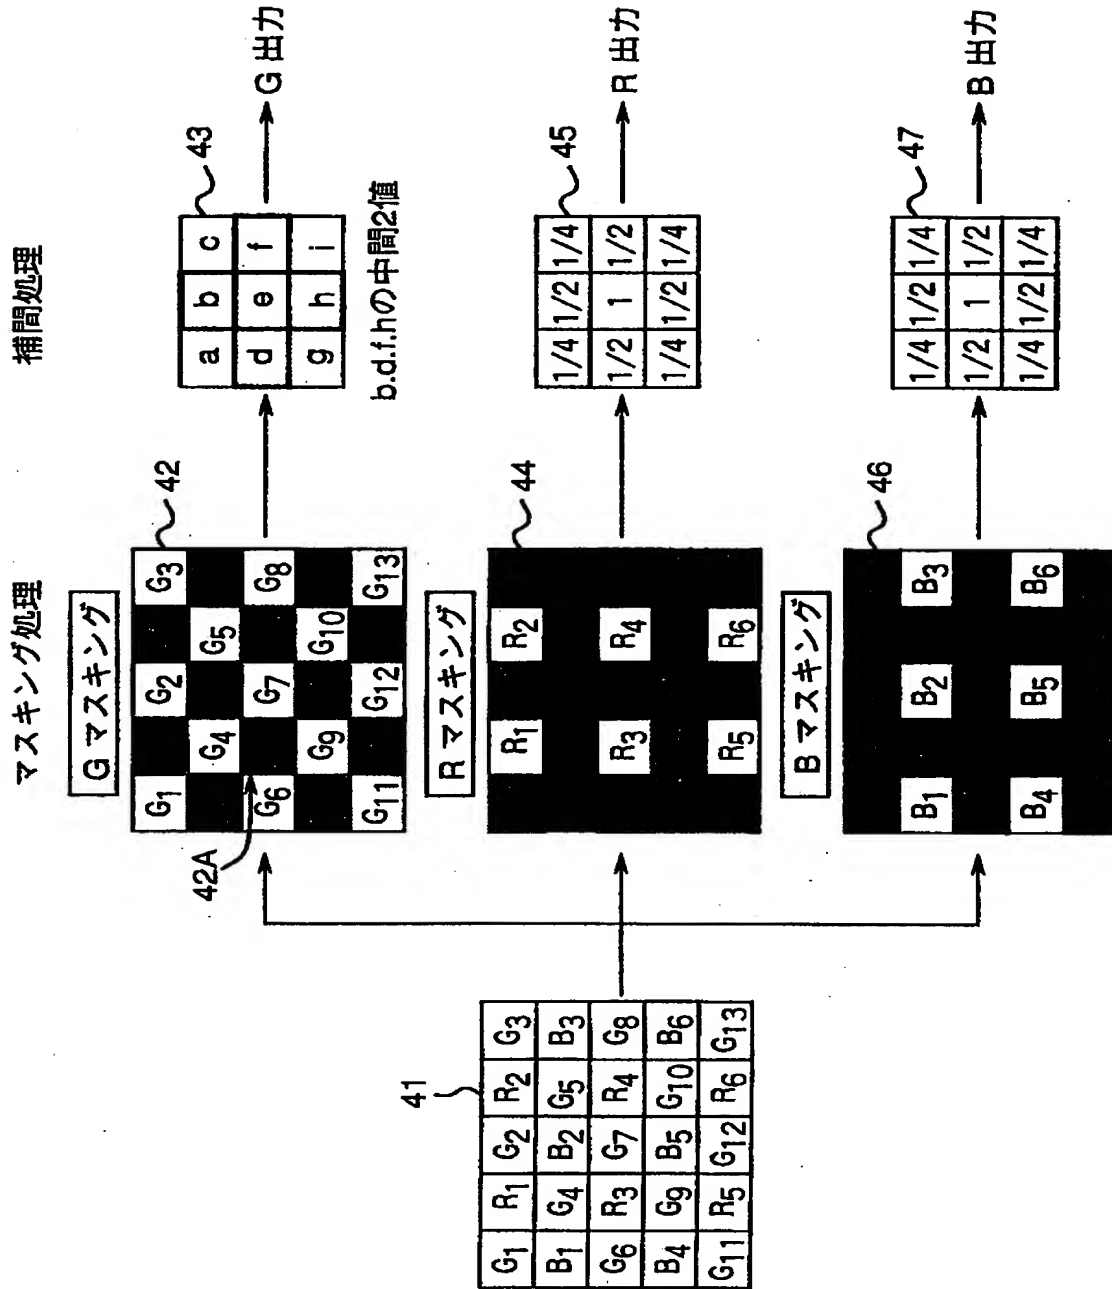 マスキング処理
補間処理
G マスキング
42
G1 G2 G3
G4 G5
G6 G7 G8
G9 G10
G11 G12 G13
42A
43
a b c
d e f
g h i
G 出力
b.d.f.hの中間2値
41
G1 R1 G2 R2 G3
B1 G4 B2 G5 B3
G6 R3 G7 R4 G8
B4 G9 B5 G10 B6
G11 R5 G12 R6 G13
R マスキング
44
R1 R2
R3 R4
R5 R6
45
1/4 1/2 1/4
1/2 1 1/2
1/4 1/2 1/4
R 出力
B マスキング
46
B1 B2 B3
B4 B5 B6
47
1/4 1/2 1/4
1/2 1 1/2
1/4 1/2 1/4
B 出力